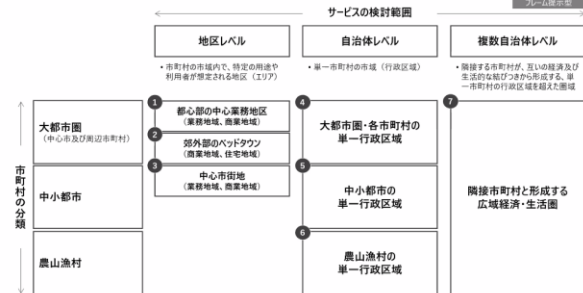 フレーム提示型
サービスの検討範囲
地区レベル
自治体レベル
複数自治体レベル
・市町村の市域内で、特定の用途や
利用者が想定される地区（エリア）
・単一市町村の市域（行政区域）
・隣接する市町村が、互いの経済及び
生活的な結びつきから形成する、単
一市町村の行政区域を超えた圏域
市町村の分類
大都市圏
（中心市及び周辺市町村）
中小都市
農山漁村
1
都心部の中心業務地区
（業務地域、商業地域）
2
郊外部のベッドタウン
（商業地域、住宅地域）
3
中心市街地
（業務地域、商業地域）
4
大都市圏・各市町村の
単一行政区域
5
中小都市の
単一行政区域
6
農山漁村の
単一行政区域
7
隣接市町村と形成する
広域経済・生活圏